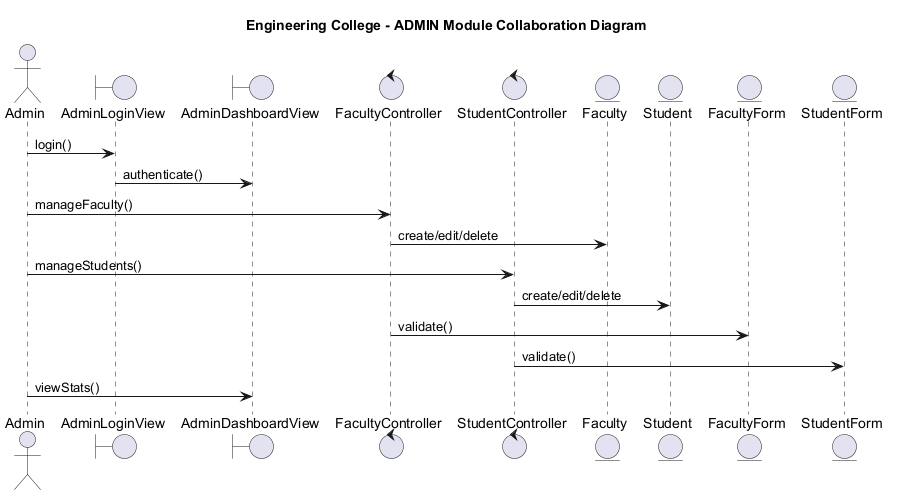 Engineering College - ADMIN Module Collaboration Diagram
Admin AdminLoginView AdminDashboardView FacultyController StudentController Faculty Student FacultyForm StudentForm
login()
authenticate()
manageFaculty()
create/edit/delete
manageStudents()
create/edit/delete
validate()
validate()
viewStats()
Admin AdminLoginView AdminDashboardView FacultyController StudentController Faculty Student FacultyForm StudentForm